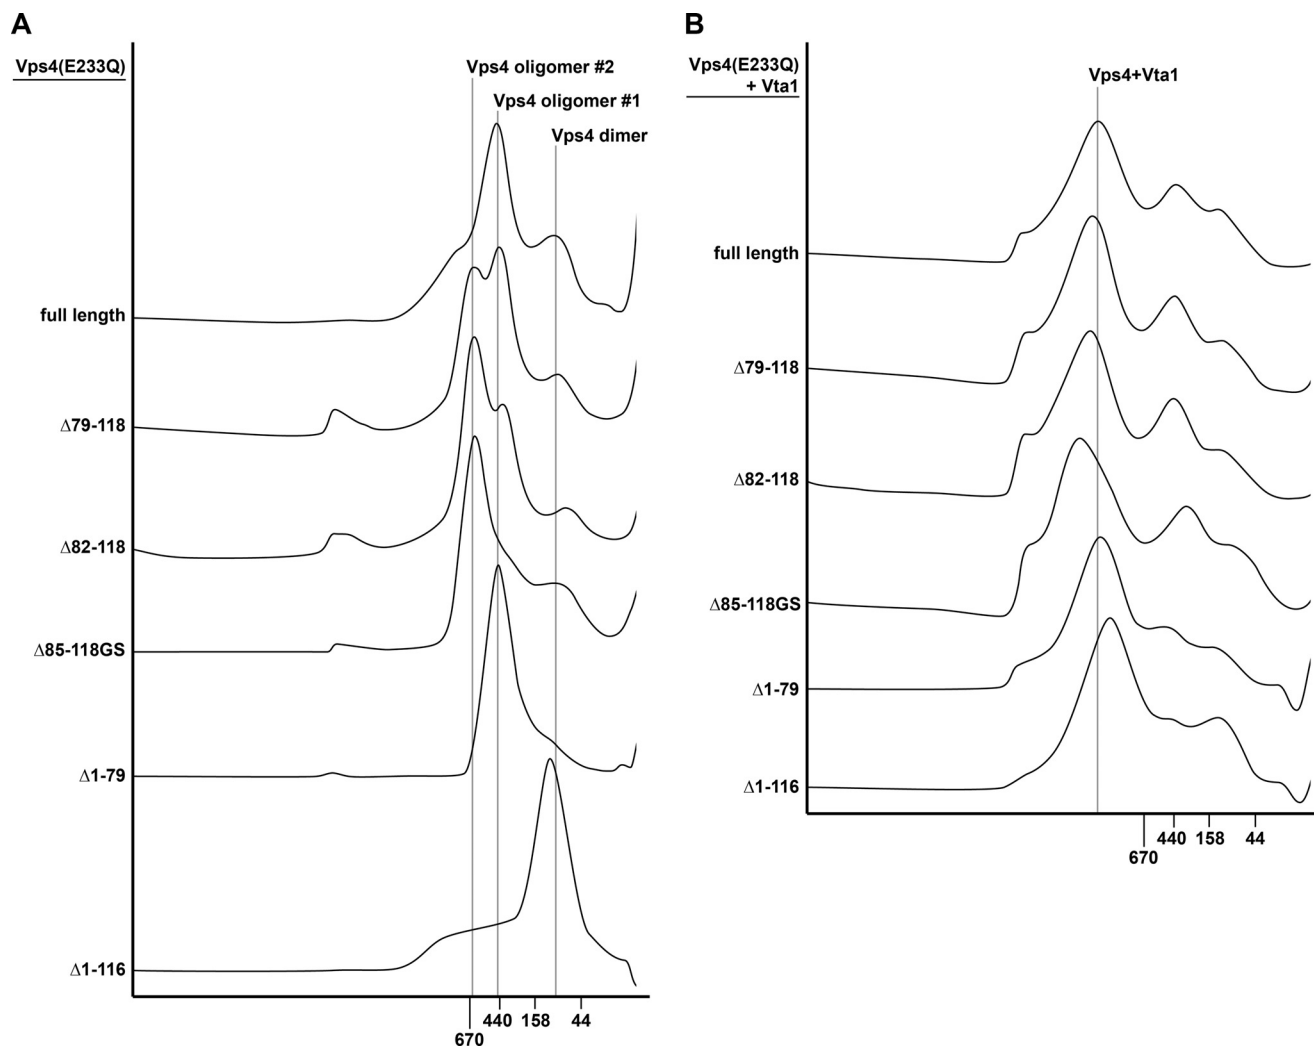 A
Vps4(E233Q)
Vps4 oligomer #2
Vps4 oligomer #1
Vps4 dimer
full length
Δ79-118
Δ82-118
Δ85-118GS
Δ1-79
Δ1-116
670
440
158
44
B
Vps4(E233Q)
+ Vta1
Vps4+Vta1
full length
Δ79-118
Δ82-118
Δ85-118GS
Δ1-79
Δ1-116
670
440
158
44